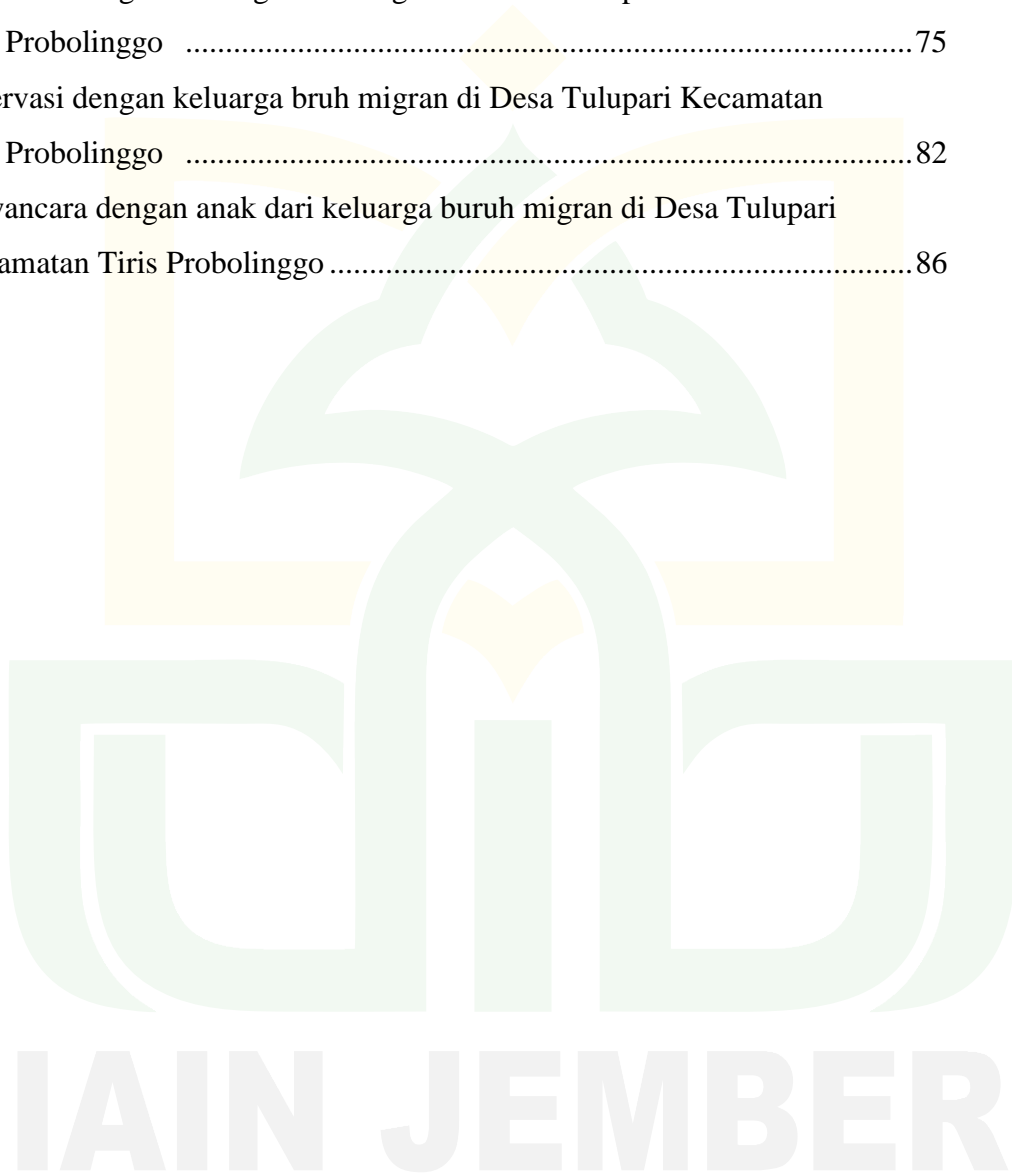 Probolinggo ..........................................................................................75
ervasi dengan keluarga bruh migran di Desa Tulupari Kecamatan
Probolinggo ..........................................................................................82
vancara dengan anak dari keluarga buruh migran di Desa Tulupari
amatan Tiris Probolinggo ........................................................................86
IAIN JEMBER